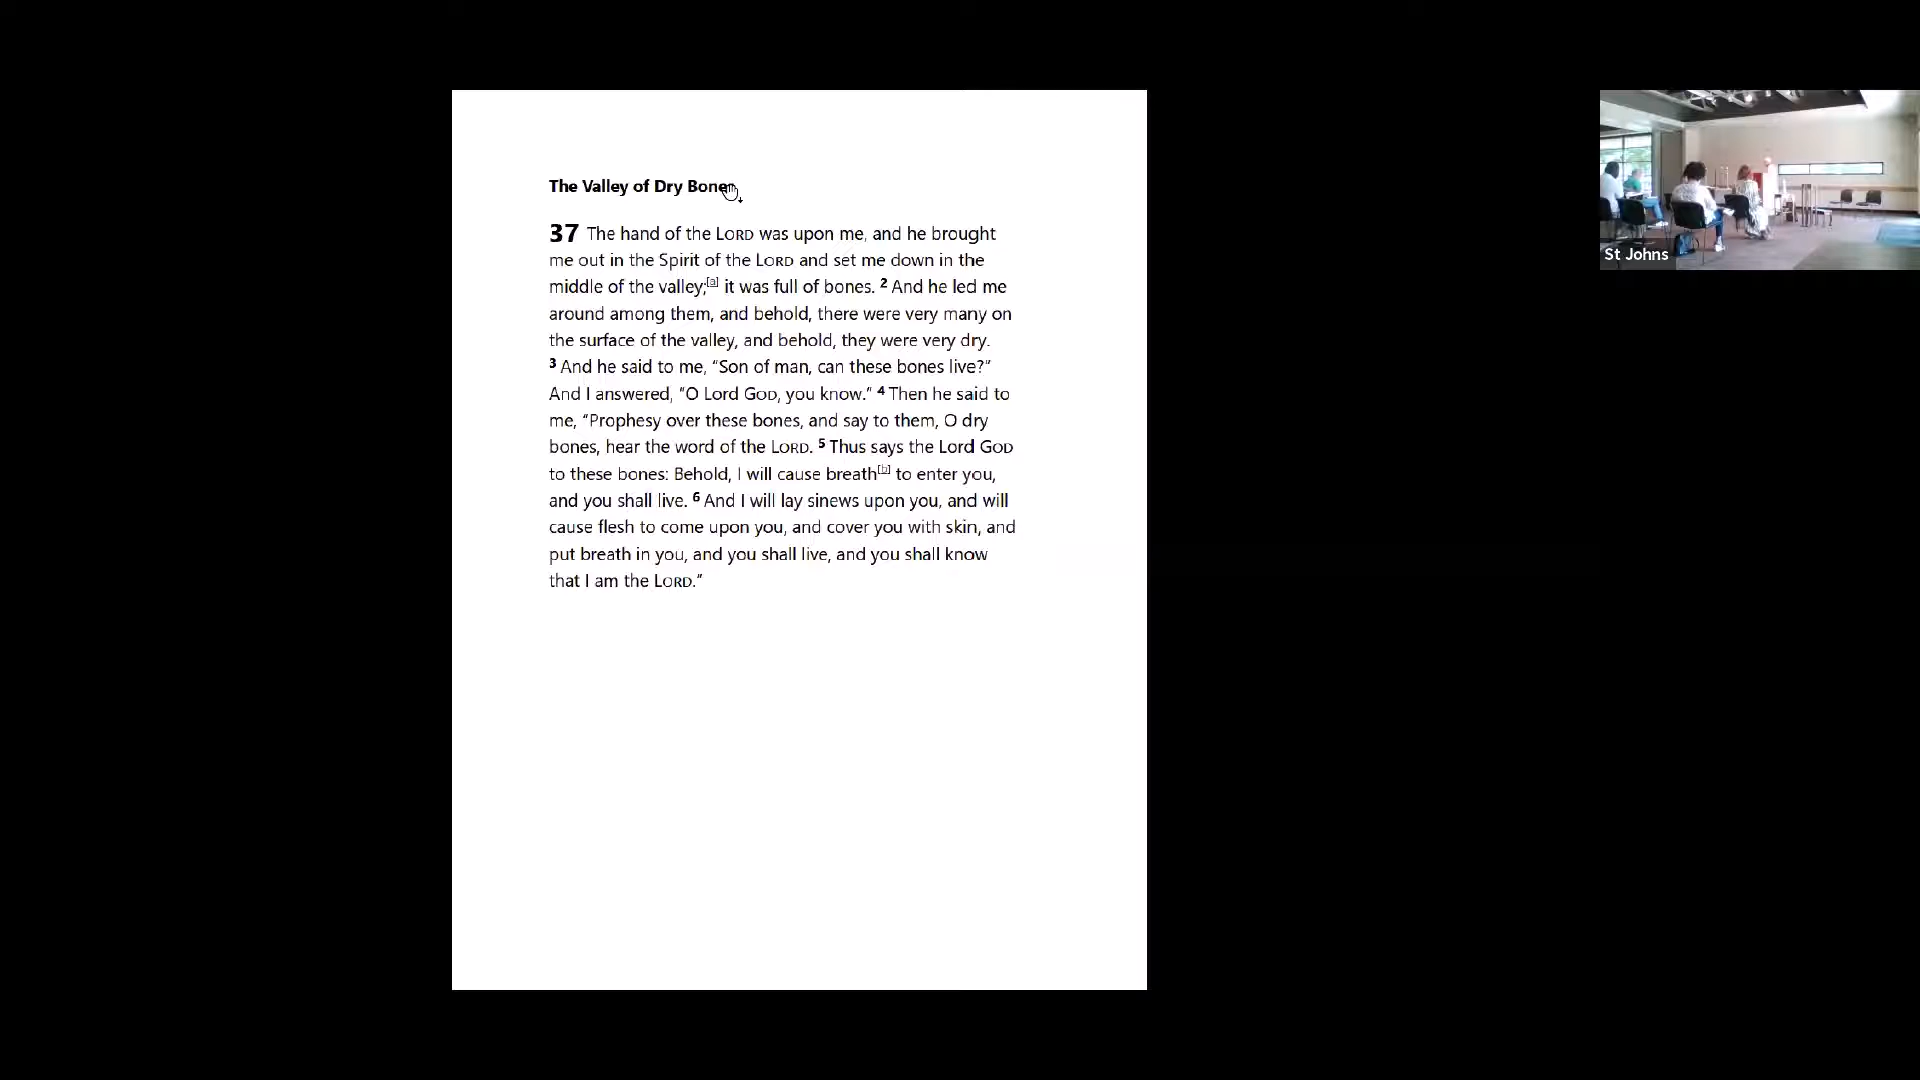 The Valley of Dry Bones
37 The hand of the LORD was upon me, and he brought
me out in the Spirit of the LORD and set me down in the
middle of the valley;[a] it was full of bones. 2 And he led me
around among them, and behold, there were very many on
the surface of the valley, and behold, they were very dry.
3 And he said to me, “Son of man, can these bones live?”
And I answered, “O Lord GOD, you know.” 4 Then he said to
me, “Prophesy over these bones, and say to them, O dry
bones, hear the word of the LORD. 5 Thus says the Lord GOD
to these bones: Behold, I will cause breath[b] to enter you,
and you shall live. 6 And I will lay sinews upon you, and will
cause flesh to come upon you, and cover you with skin, and
put breath in you, and you shall live, and you shall know
that I am the LORD.”
St Johns